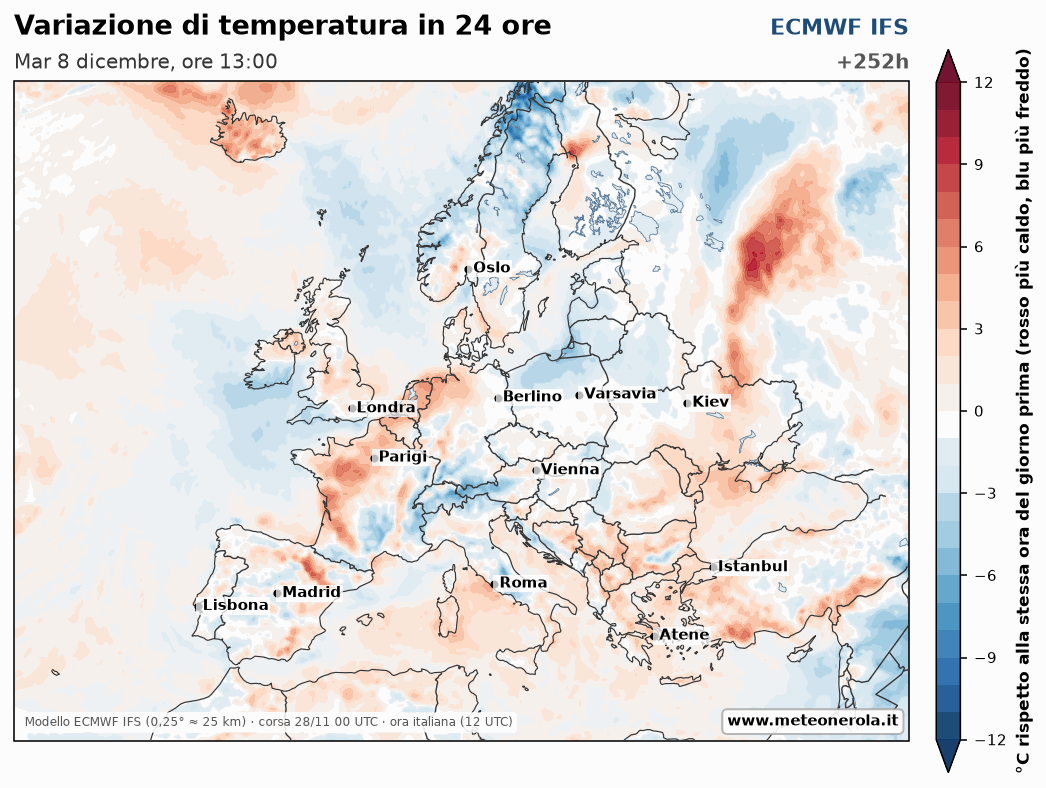 Variazione di temperatura in 24 ore
ECMWF IFS
Mar 8 dicembre, ore 13:00
+252h
Oslo
Londra
Berlino
Varsavia
Kiev
Parigi
Vienna
Istanbul
Roma
Madrid
Lisbona
Atene
Modello ECMWF IFS (0,25° ≈ 25 km) · corsa 28/11 00 UTC · ora italiana (12 UTC)
www.meteonerola.it
12
9
6
3
0
−3
−6
−9
−12
°C rispetto alla stessa ora del giorno prima (rosso più caldo, blu più freddo)